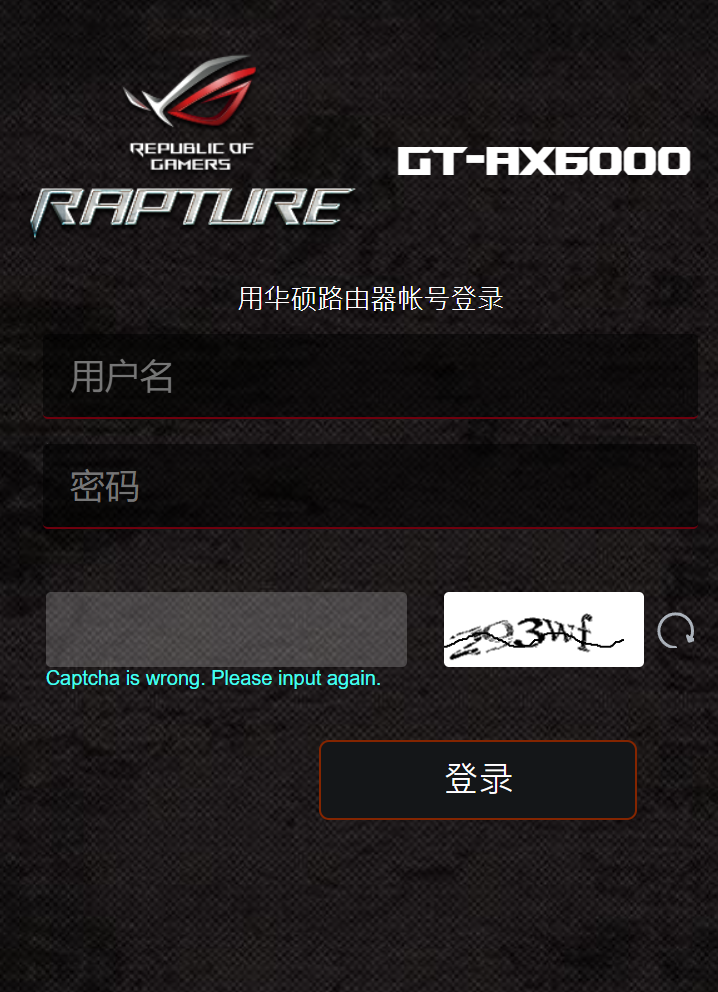 REPUBLIC OF
GAMERS
RAPTURE
GT-AX6000
用华硕路由器帐号登录
用户名
密码
Captcha is wrong. Please input again.
登录